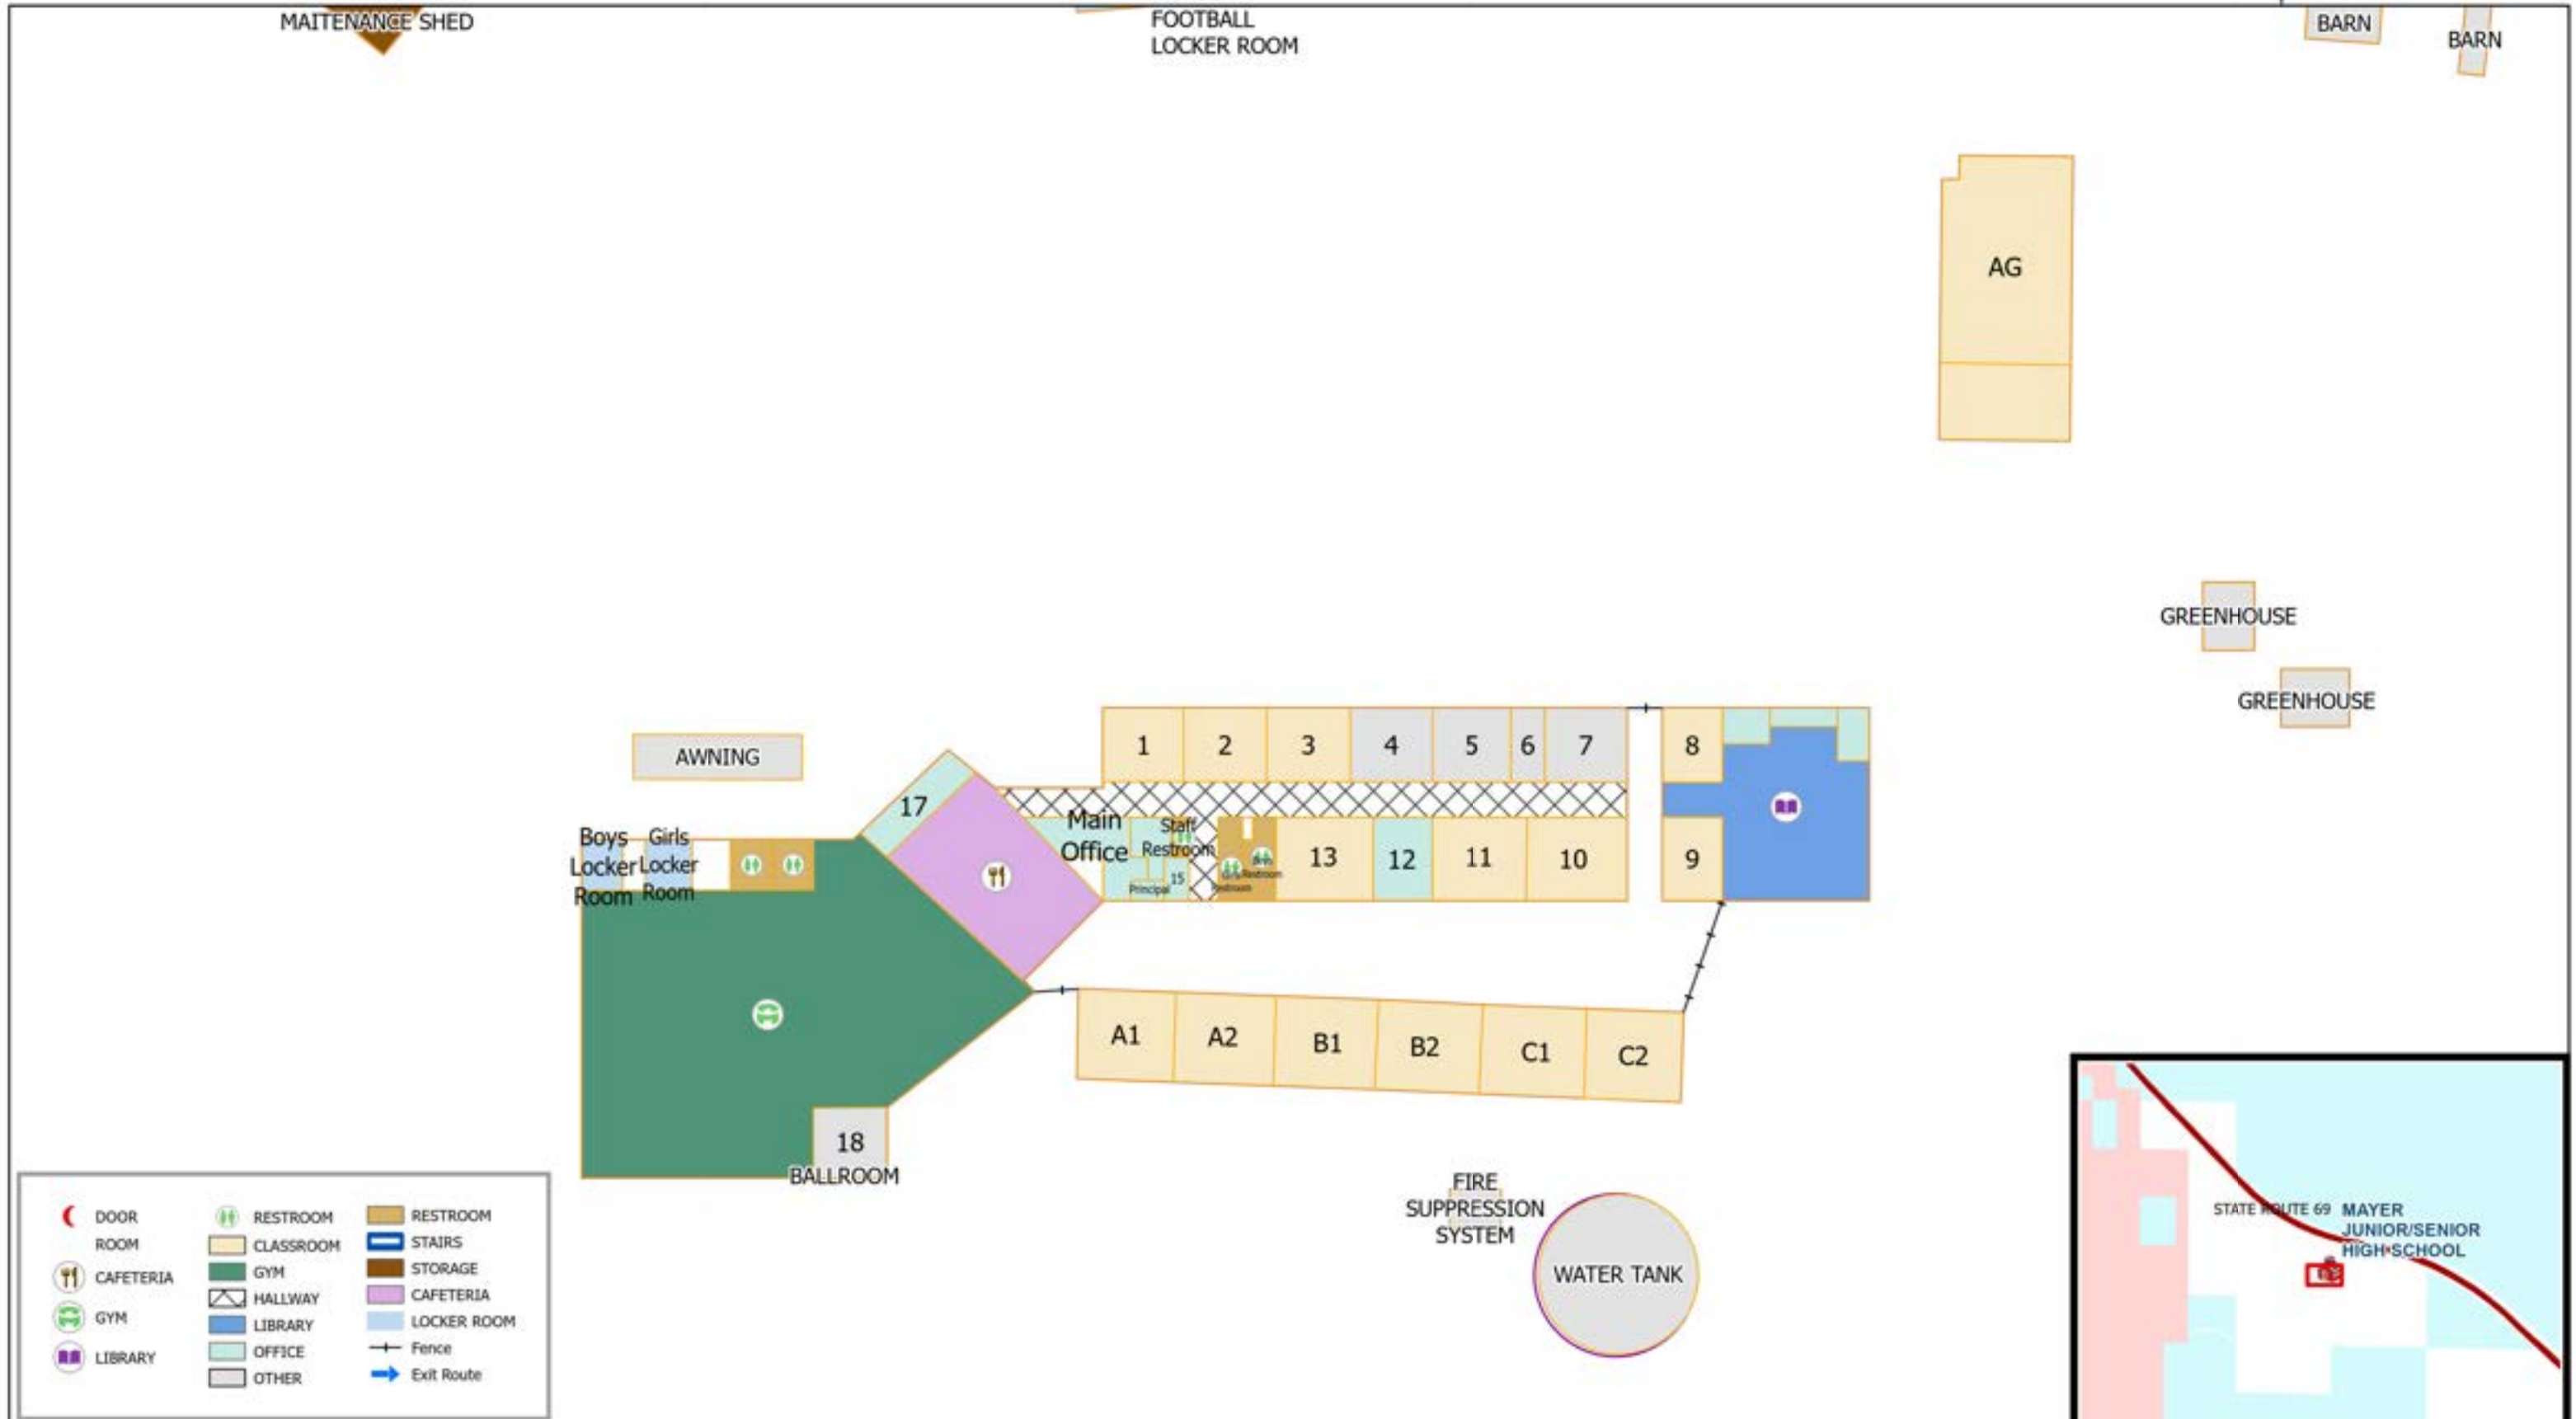 MAITENANCE SHED
FOOTBALL
LOCKER ROOM
BARN
BARN
AG
GREENHOUSE
GREENHOUSE
AWNING
1
2
3
4
5
6
7
8
17
Main
Office
Staff
Restroom
Boys
Locker
Room
Girls
Locker
Room
Principal
15
Boys
Restroom
Girls
Restroom
13
12
11
10
9
A1
A2
B1
B2
C1
C2
18
BALLROOM
FIRE
SUPPRESSION
SYSTEM
WATER TANK
DOOR
ROOM
CAFETERIA
GYM
LIBRARY
RESTROOM
CLASSROOM
GYM
HALLWAY
LIBRARY
OFFICE
OTHER
RESTROOM
STAIRS
STORAGE
CAFETERIA
LOCKER ROOM
Fence
Exit Route
STATE ROUTE 69
MAYER
JUNIOR/SENIOR
HIGH SCHOOL